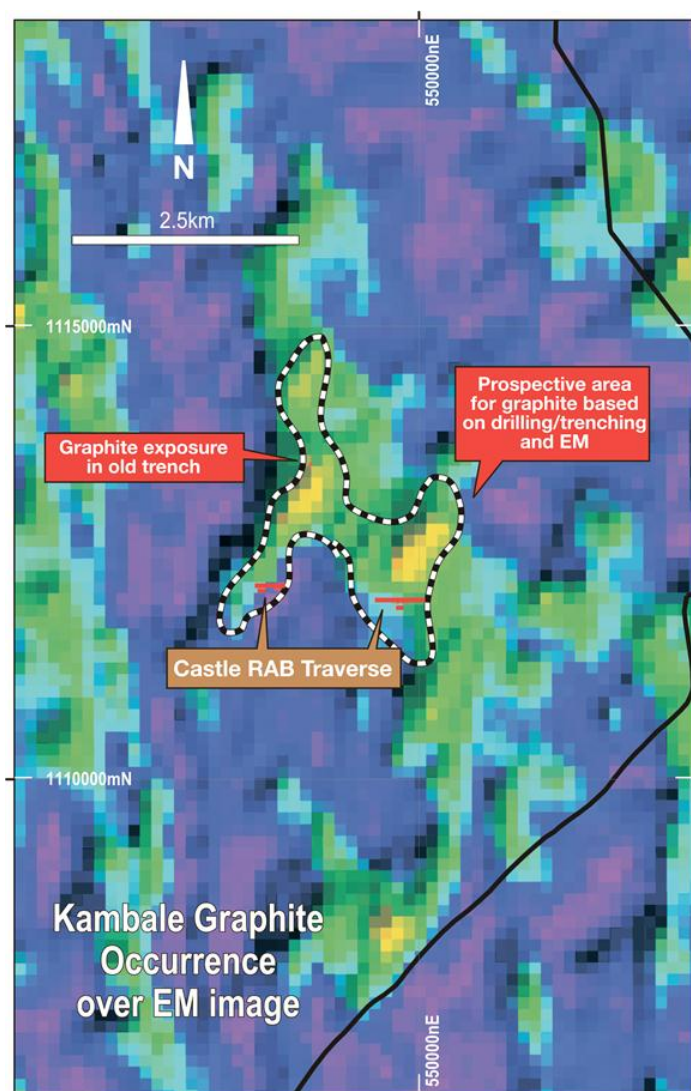 550000nE
N
2.5km
1115000mN
Prospective area
for graphite based
on drilling/trenching
and EM
Graphite exposure
in old trench
Castle RAB Traverse
1110000mN
Kambale Graphite
Occurrence
over EM image
550000nE